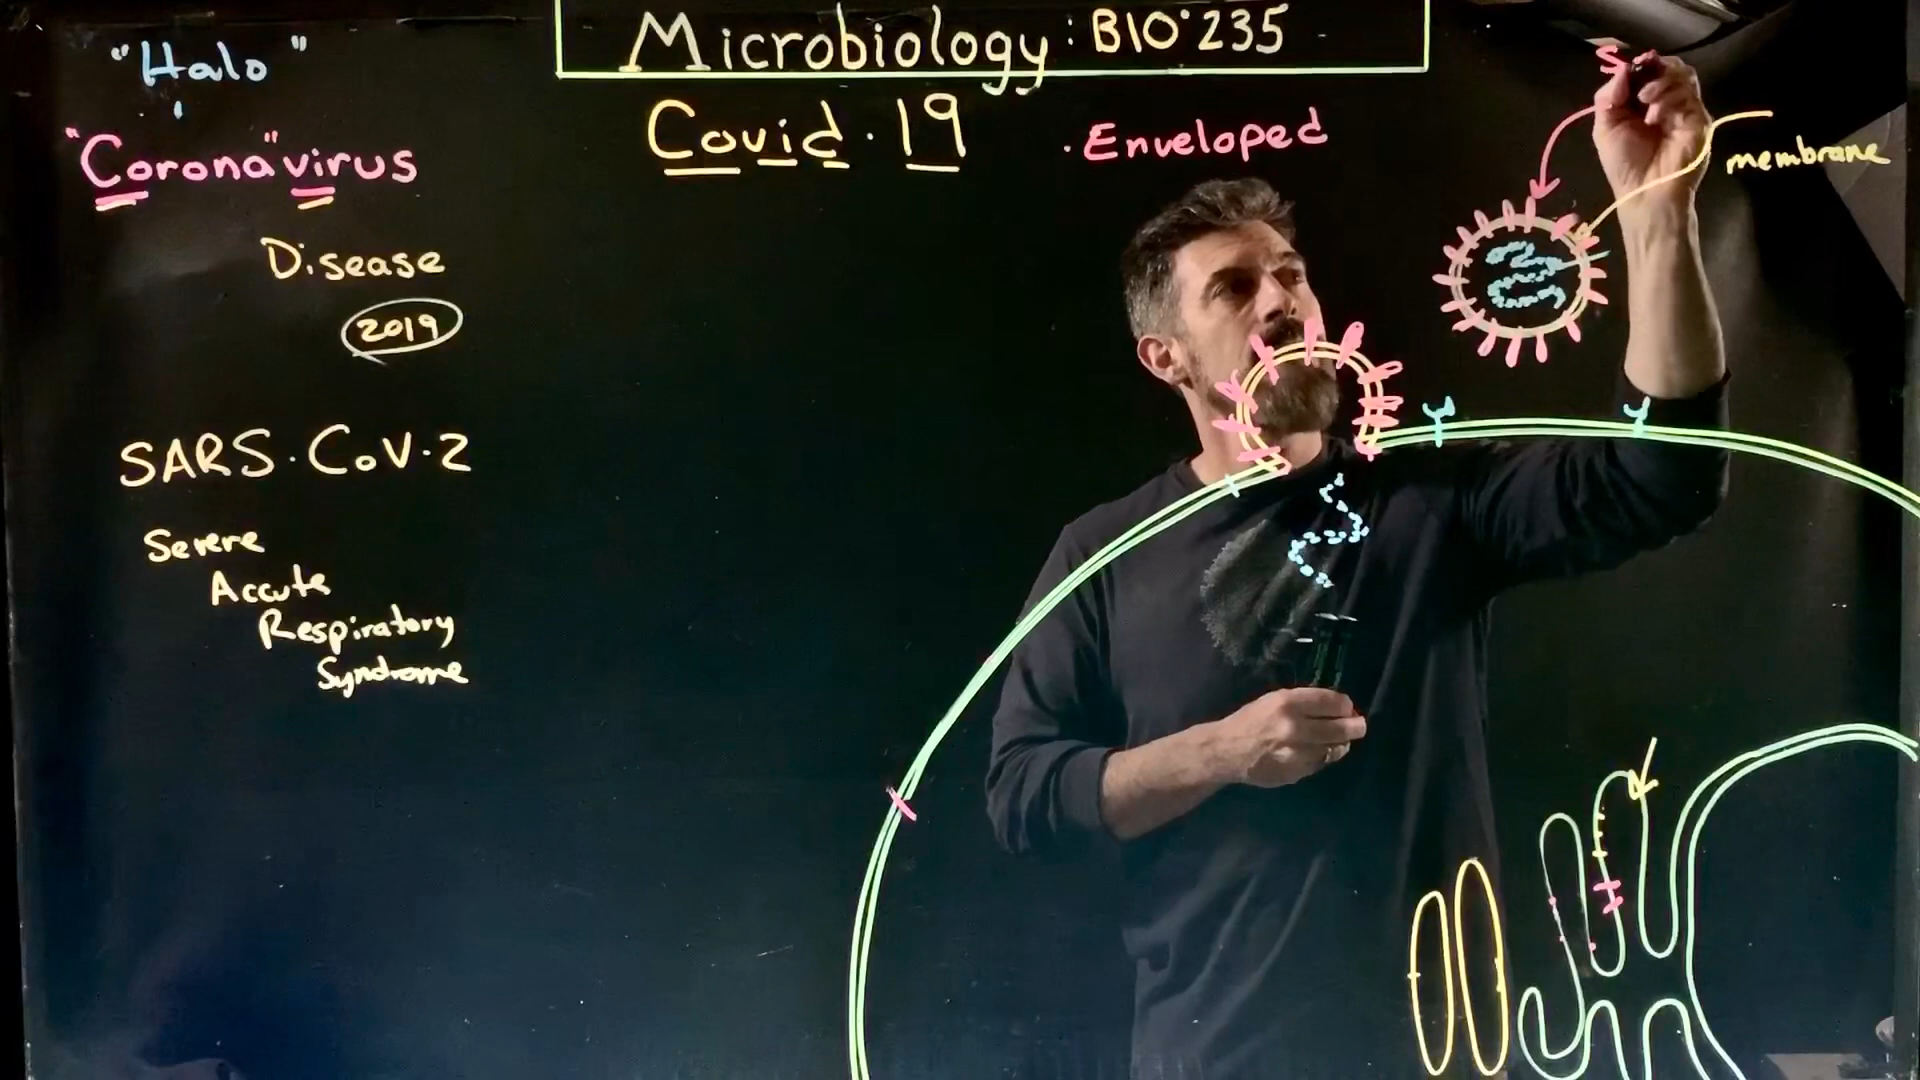 Microbiology: BIO·235
"Halo"
"Corona"virus
Disease
2019
Covid·19
·Enveloped
S
membrane
SARS·CoV·2
Severe
Accute
Respiratory
Syndrome